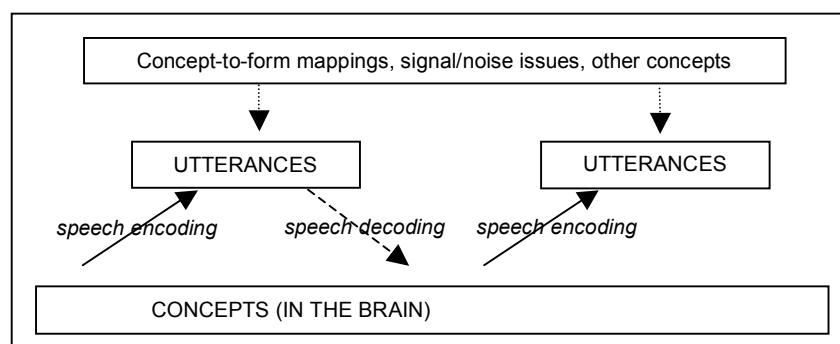 Concept-to-form mappings, signal/noise issues, other concepts
UTTERANCES
UTTERANCES
speech encoding
speech decoding
speech encoding
CONCEPTS (IN THE BRAIN)